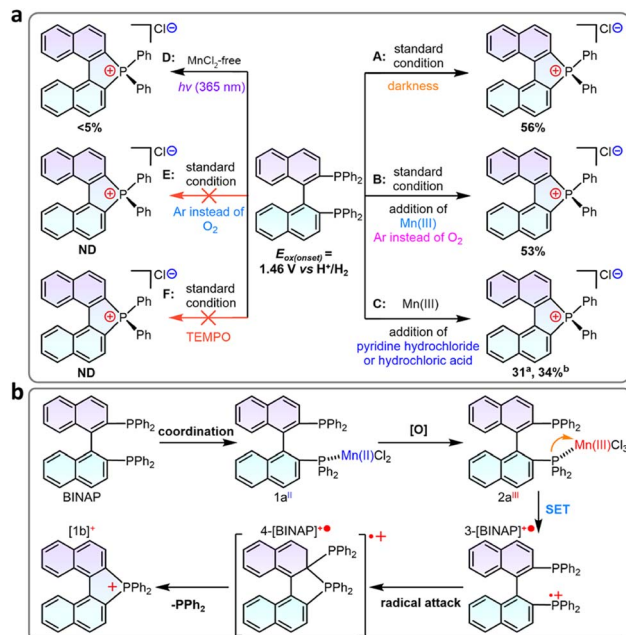 a
Cl⊖
D: MnCl2-free
hν (365 nm)
P
Ph
Ph
<5%
A: standard
condition
darkness
Cl⊖
P
Ph
Ph
56%
Cl⊖
E: standard
condition
Ar instead of
O2
P
Ph
Ph
ND
PPh2
PPh2
Eox(onset) =
1.46 V vs H+/H2
B: standard
condition
addition of
Mn(III)
Ar instead of O2
Cl⊖
P
Ph
Ph
53%
Cl⊖
F: standard
condition
TEMPO
P
Ph
Ph
ND
C: Mn(III)
addition of
pyridine hydrochloride
or hydrochloric acid
Cl⊖
P
Ph
Ph
31a, 34%b
b
PPh2
PPh2
BINAP
coordination
PPh2
Mn(II)Cl2
P
Ph2
1aII
[O]
PPh2
Mn(III)Cl3
P
Ph2
2aIII
SET
3-[BINAP]+●
PPh2
•+
PPh2
radical attack
4-[BINAP]+●
•+
PPh2
PPh2
-PPh2
[1b]+
+
PPh2